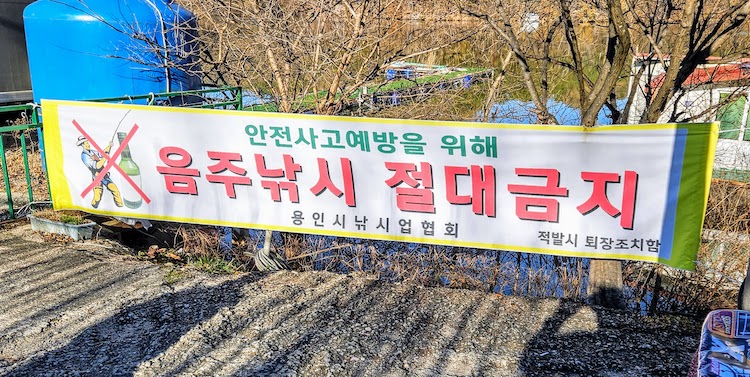 안전사고예방을 위해
음주낚시 절대금지
용인시낚시업협회
적발시 퇴장조치함